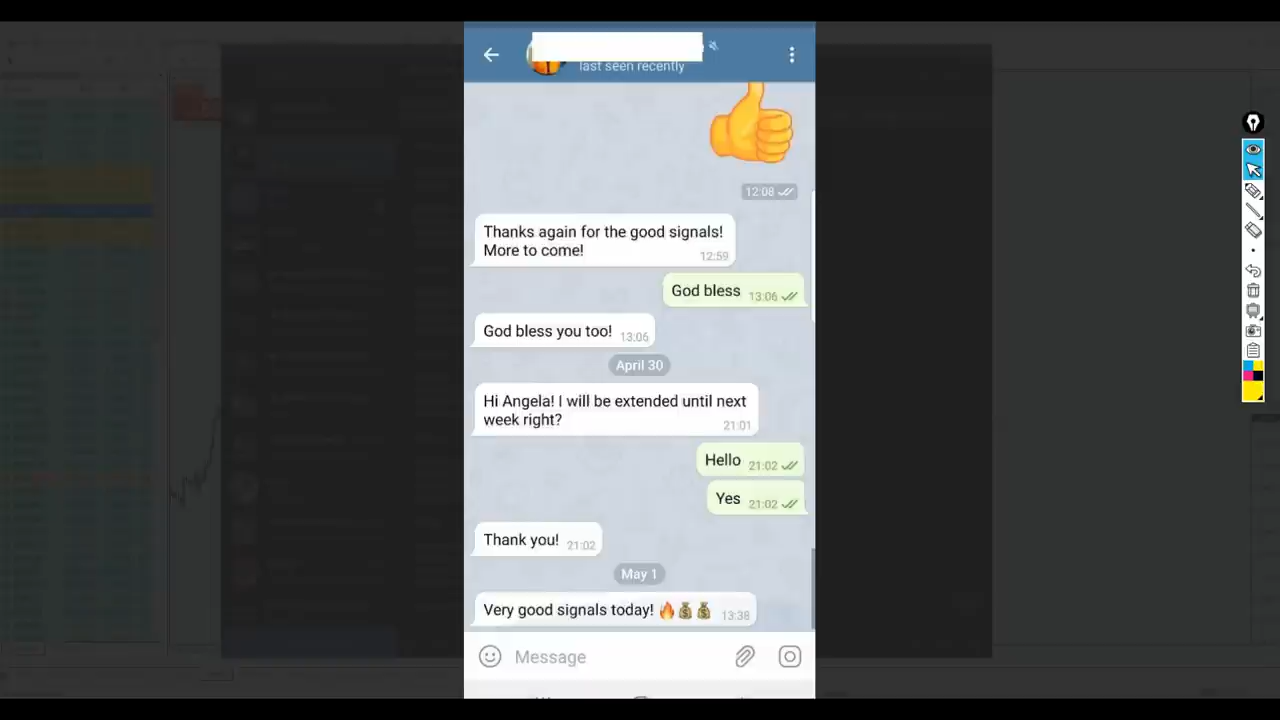 last seen recently
12:08
Thanks again for the good signals!
More to come!
12:59
God bless 13:06
God bless you too! 13:06
April 30
Hi Angela! I will be extended until next
week right?
21:01
Hello 21:02
Yes 21:02
Thank you! 21:02
May 1
Very good signals today! 🔥💰💰 13:38
Message